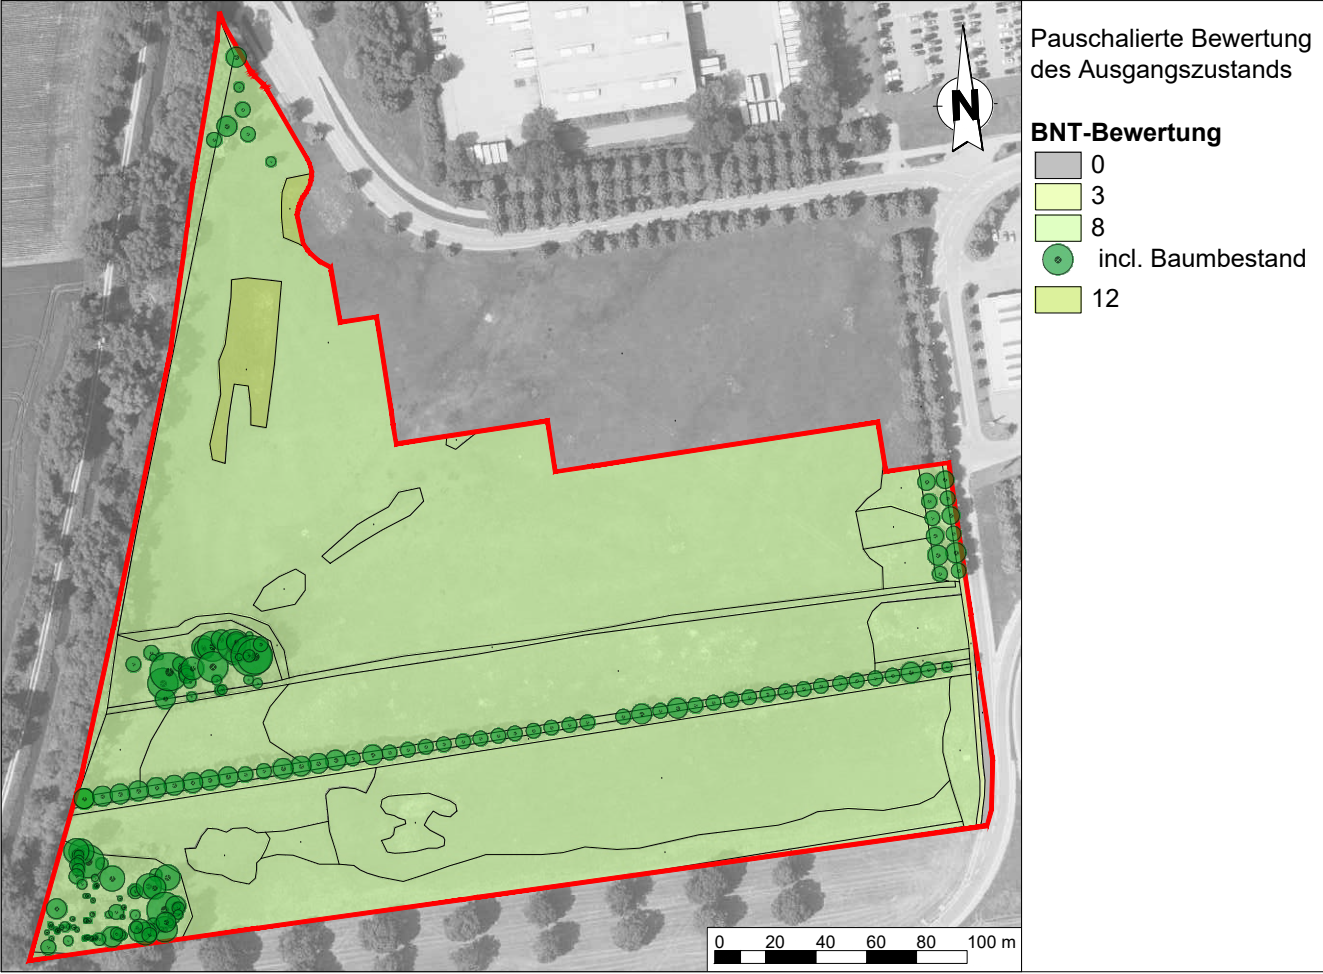 Pauschalierte Bewertung
des Ausgangszustands
N
BNT-Bewertung
0
3
8
incl. Baumbestand
12
0 20 40 60 80 100 m